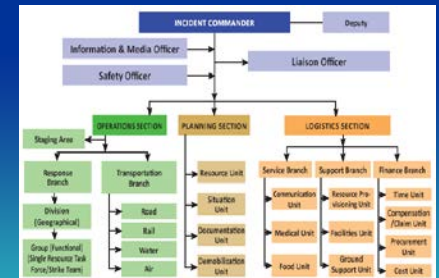 INCIDENT COMMANDER
Deputy
Information & Media Officer
Liaison Officer
Safety Officer
OPERATIONS SECTION
PLANNING SECTION
LOGISTICS SECTION
Staging Area
Response
Branch
Transportation
Branch
Resource Unit
Service Branch
Support Branch
Finance Branch
Division
(Geographical)
Road
Situation
Unit
Communication
Unit
Resource Pro-
visioning Unit
Time Unit
Group (Functional)
(Single Resource Task
Force/Strike Team)
Rail
Documentation
Unit
Medical Unit
Facilities Unit
Compensation
/Claim Unit
Water
Procurement
Unit
Air
Demobilization
Unit
Food Unit
Ground
Support Unit
Cost Unit